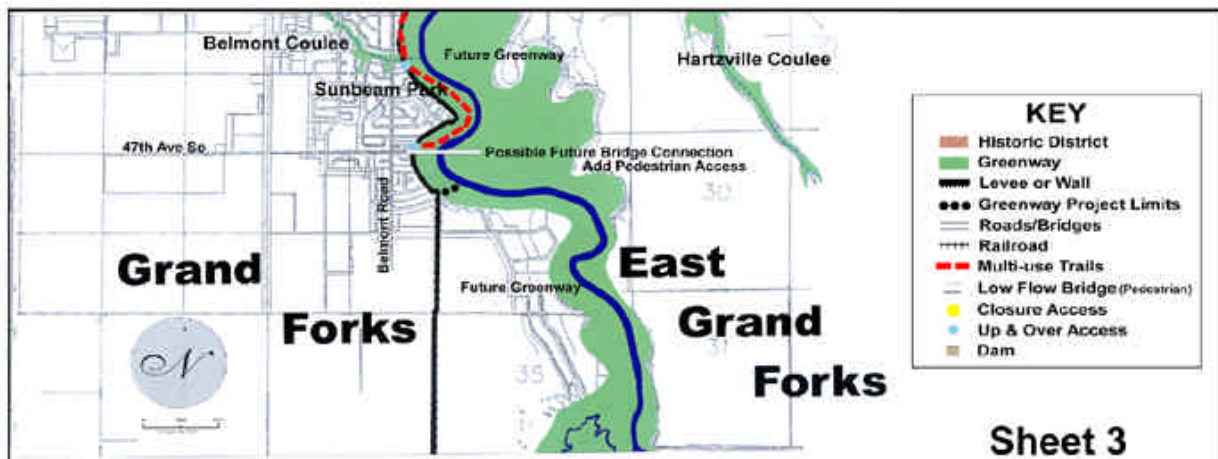 Belmont Coulee
Future Greenway
Hartzville Coulee
Sunbeam Park
47th Ave So
Possible Future Bridge Connection
Add Pedestrian Access
30
Belmont Road
Grand
Forks
East
Grand
Forks
Future Greenway
31
35
N
KEY
Historic District
Greenway
Levee or Wall
Greenway Project Limits
Roads/Bridges
Railroad
Multi-use Trails
Low Flow Bridge (Pedestrian)
Closure Access
Up & Over Access
Dam
Sheet 3